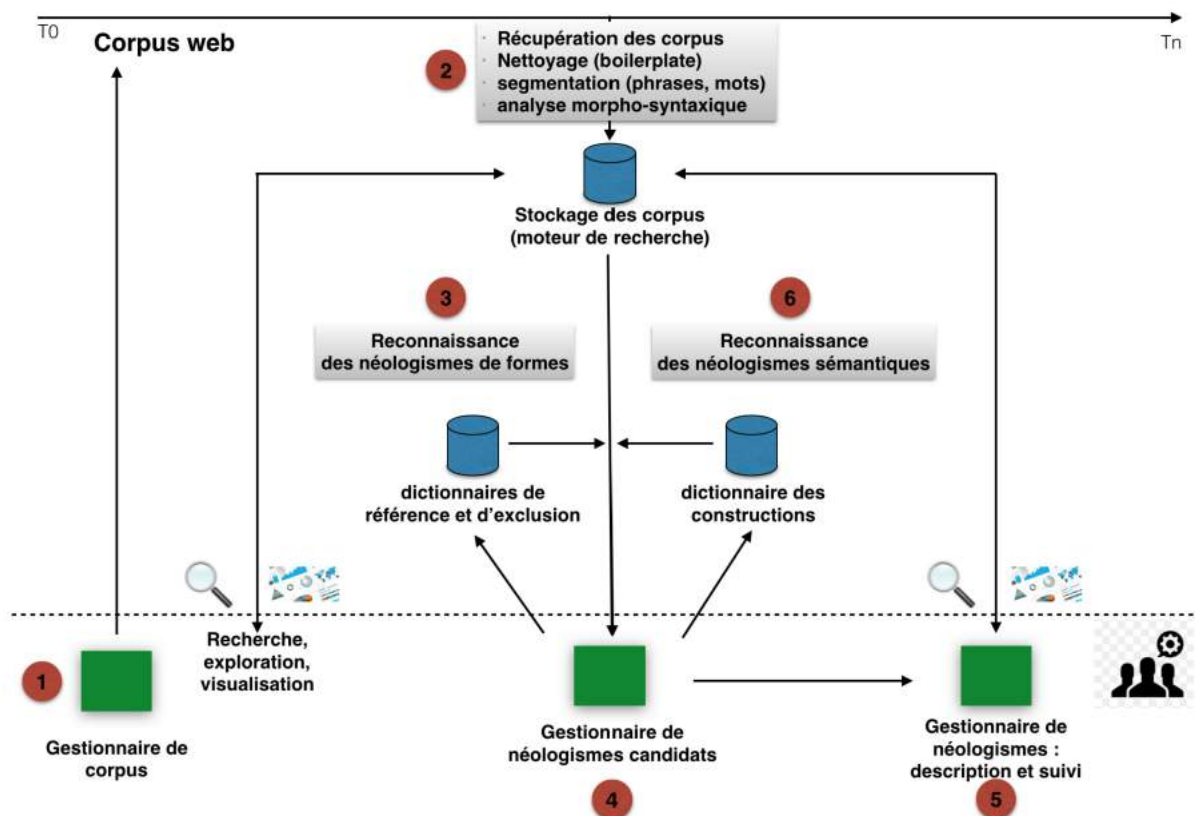 T0
Tn
Corpus web
2
· Récupération des corpus
· Nettoyage (boilerplate)
· segmentation (phrases, mots)
· analyse morpho-syntaxique
Stockage des corpus
(moteur de recherche)
3
6
Reconnaissance
des néologismes de formes
Reconnaissance
des néologismes sémantiques
dictionnaires de
référence et d'exclusion
dictionnaire des
constructions
Recherche,
exploration,
visualisation
1
Gestionnaire de
corpus
Gestionnaire de
néologismes candidats
4
Gestionnaire de
néologismes :
description et suivi
5